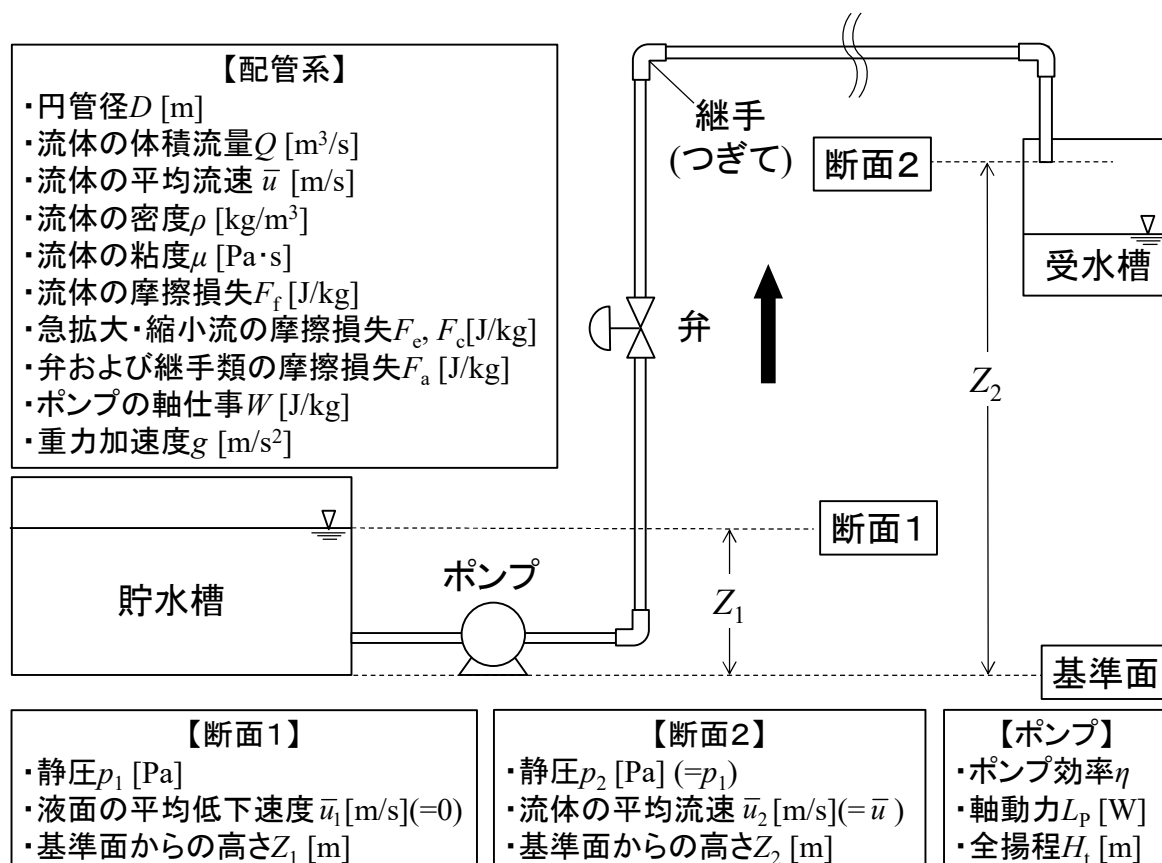 【配管系】
・円管径D [m]
・流体の体積流量Q [m³/s]
・流体の平均流速 u̅ [m/s]
・流体の密度ρ [kg/m³]
・流体の粘度μ [Pa·s]
・流体の摩擦損失F_f [J/kg]
・急拡大・縮小流の摩擦損失F_e, F_c[J/kg]
・弁および継手類の摩擦損失F_a [J/kg]
・ポンプの軸仕事W [J/kg]
・重力加速度g [m/s²]
継手
(つぎて)
断面2
受水槽
弁
Z₂
断面1
貯水槽
ポンプ
Z₁
基準面
【断面1】
・静圧p₁ [Pa]
・液面の平均低下速度 u̅₁[m/s](=0)
・基準面からの高さZ₁ [m]
【断面2】
・静圧p₂ [Pa] (=p₁)
・流体の平均流速 u̅₂[m/s](= u̅ )
・基準面からの高さZ₂ [m]
【ポンプ】
・ポンプ効率η
・軸動力L_P [W]
・全揚程H_t [m]